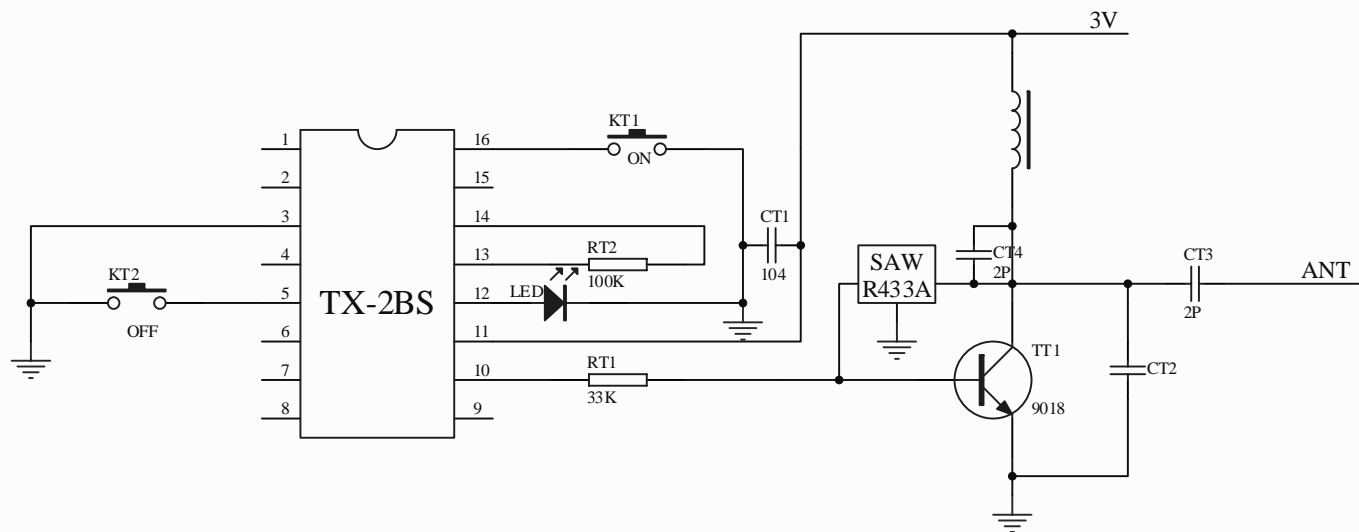 3V
KT1
ON
1
2
3
4
5
6
7
8
16
15
14
13
12
11
10
9
TX-2BS
KT2
OFF
RT2
100K
LED
CT1
104
RT1
33K
SAW
R433A
CT4
2P
CT3
2P
ANT
TT1
9018
CT2